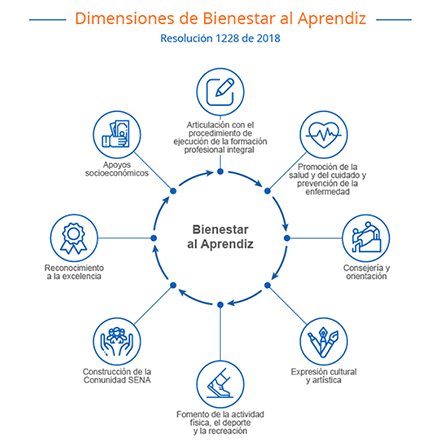 Dimensiones de Bienestar al Aprendiz
Resolución 1228 de 2018
Articulación con el
procedimiento de
ejecución de la formación
profesional integral
Promoción de la
salud y del cuidado y
prevención de la
enfermedad
Consejería y
orientación
Expresión cultural
y artística
Fomento de la actividad
física, el deporte
y la recreación
Construcción de la
Comunidad SENA
Reconocimiento
a la excelencia
Apoyos
socioeconómicos
Bienestar
al Aprendiz